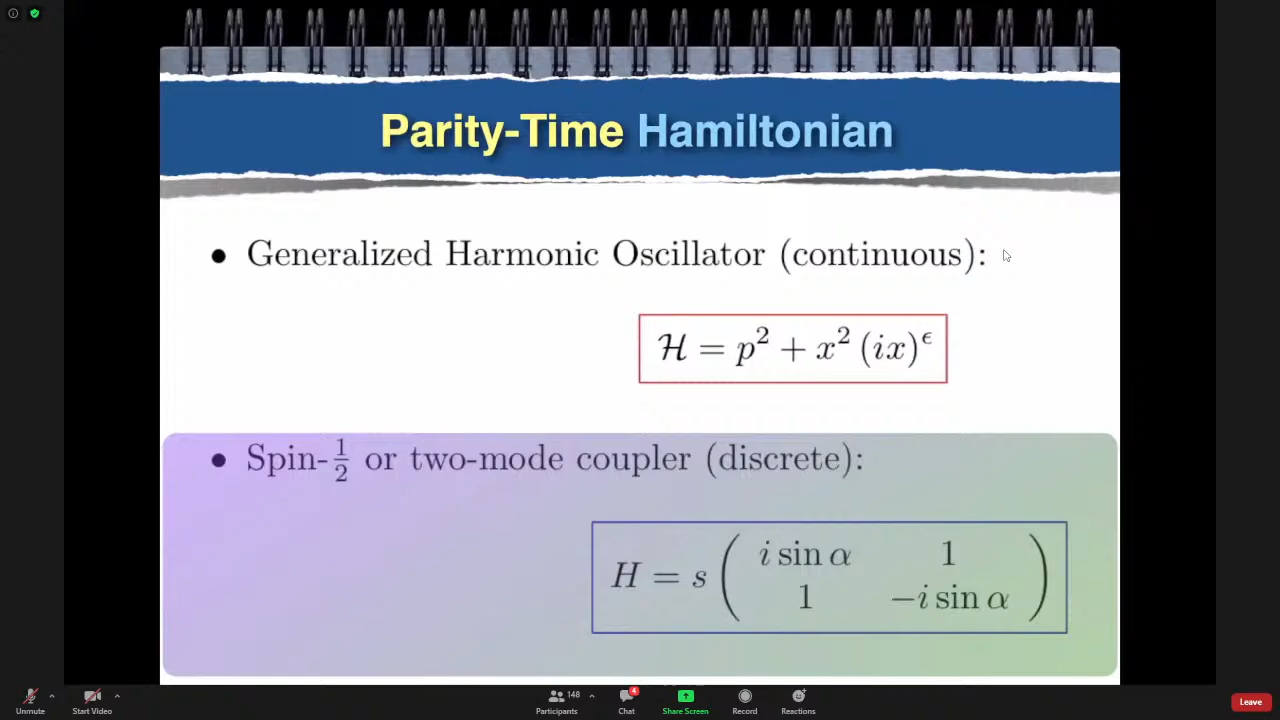 Parity-Time Hamiltonian
• Generalized Harmonic Oscillator (continuous):
ℋ = p² + x² (ix)^ϵ
• Spin-½ or two-mode coupler (discrete):
H = s ( i sin α 1
1 −i sin α )
Unmute
Start Video
148
Participants
4
Chat
Share Screen
Record
Reactions
Leave